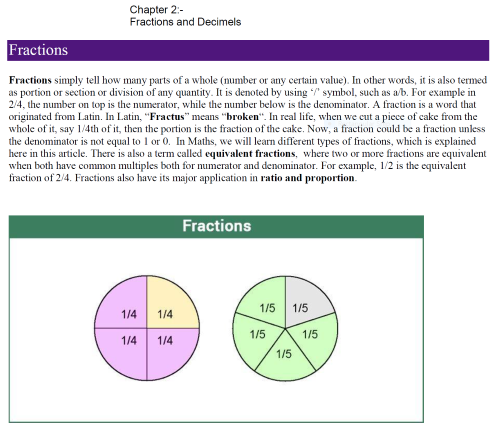 Chapter 2:-
Fractions and Decimels
Fractions
Fractions simply tell how many parts of a whole (number or any certain value). In other words, it is also termed
as portion or section or division of any quantity. It is denoted by using ‘/’ symbol, such as a/b. For example in
2/4, the number on top is the numerator, while the number below is the denominator. A fraction is a word that
originated from Latin. In Latin, “Fractus” means “broken“. In real life, when we cut a piece of cake from the
whole of it, say 1/4th of it, then the portion is the fraction of the cake. Now, a fraction could be a fraction unless
the denominator is not equal to 1 or 0. In Maths, we will learn different types of fractions, which is explained
here in this article. There is also a term called equivalent fractions, where two or more fractions are equivalent
when both have common multiples both for numerator and denominator. For example, 1/2 is the equivalent
fraction of 2/4. Fractions also have its major application in ratio and proportion.
Fractions
1/4 1/4
1/4 1/4
1/5 1/5
1/5 1/5
1/5